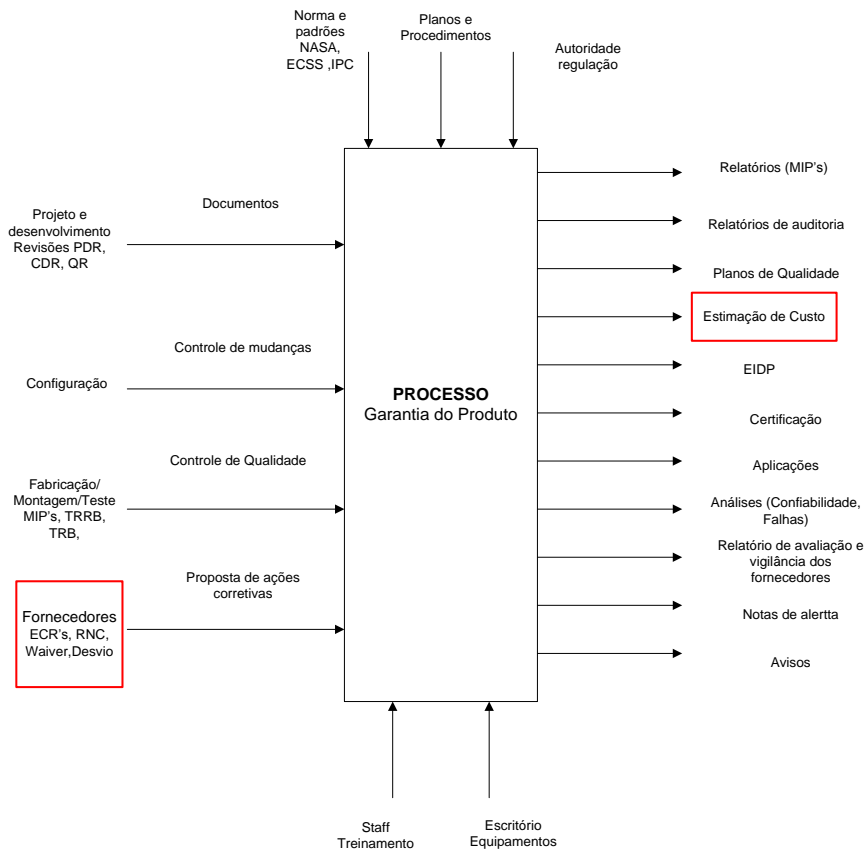 Norma e
padrões
NASA,
ECSS ,IPC
Planos e
Procedimentos
Autoridade
regulação
Projeto e
desenvolvimento
Revisões PDR,
CDR, QR
Documentos
Configuração
Controle de mudanças
Fabricação/
Montagem/Teste
MIP's, TRRB,
TRB,
Controle de Qualidade
Fornecedores
ECR's, RNC,
Waiver,Desvio
Proposta de ações
corretivas
PROCESSO
Garantia do Produto
Relatórios (MIP's)
Relatórios de auditoria
Planos de Qualidade
Estimação de Custo
EIDP
Certificação
Aplicações
Análises (Confiabilidade,
Falhas)
Relatório de avaliação e
vigilância dos
fornecedores
Notas de alertta
Avisos
Staff
Treinamento
Escritório
Equipamentos